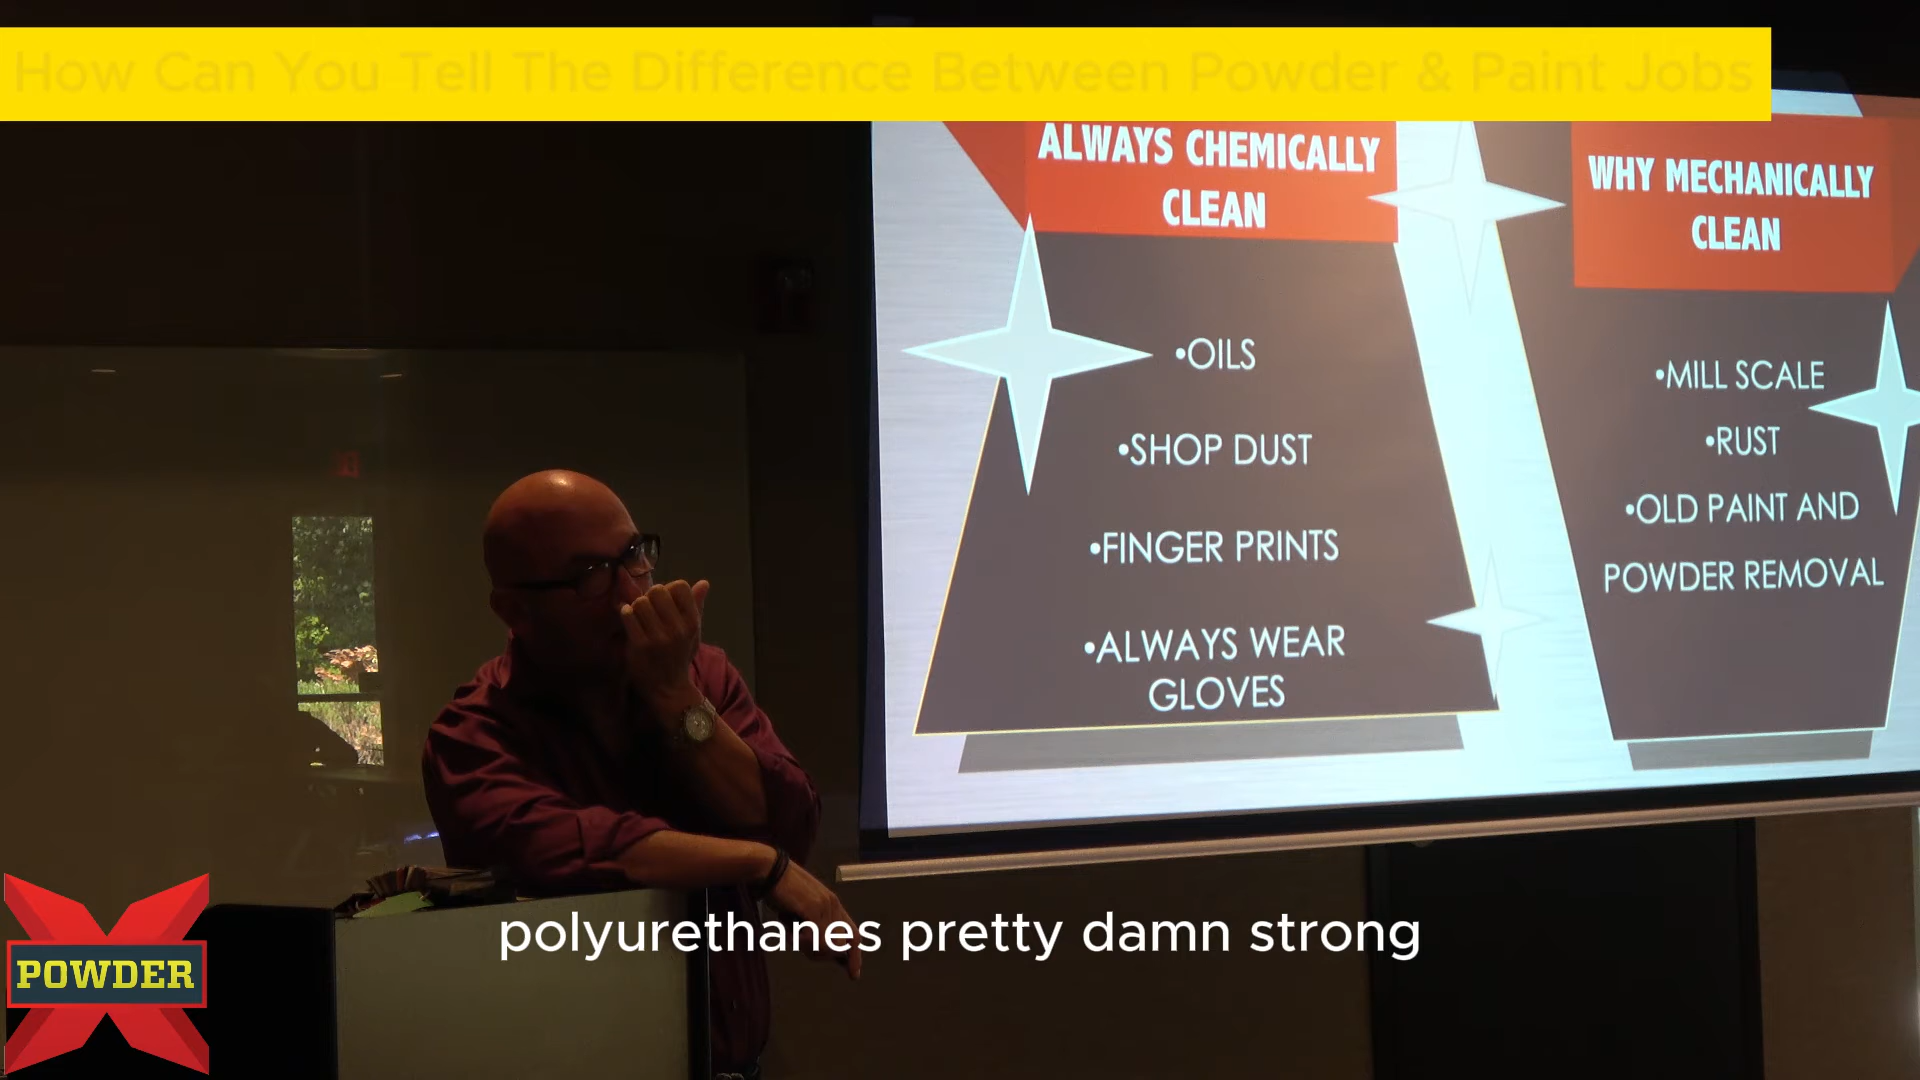 How Can You Tell The Difference Between Powder & Paint Jobs
ALWAYS CHEMICALLY
CLEAN
•OILS
•SHOP DUST
•FINGER PRINTS
•ALWAYS WEAR
GLOVES
WHY MECHANICALLY
CLEAN
•MILL SCALE
•RUST
•OLD PAINT AND
POWDER REMOVAL
polyurethanes pretty damn strong
POWDER